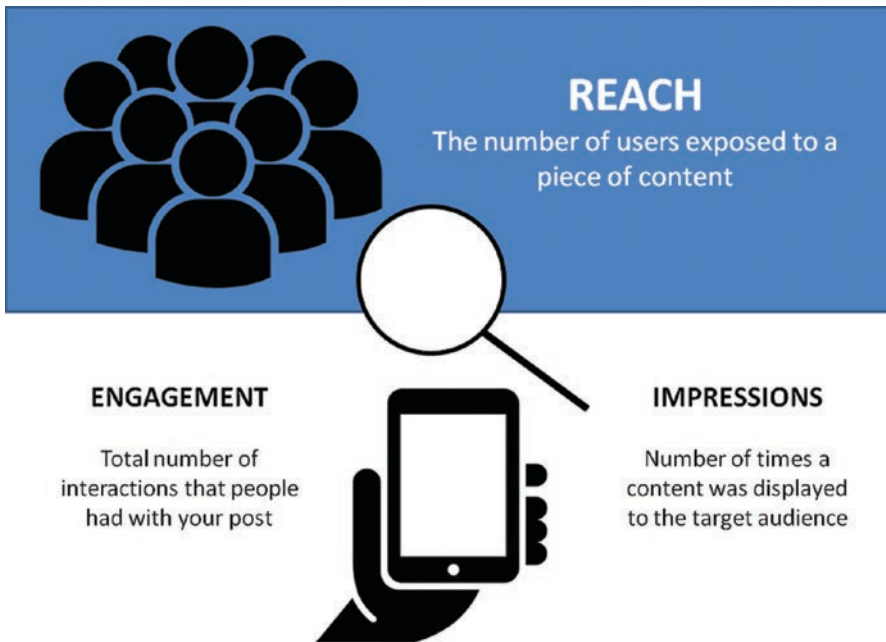 REACH
The number of users exposed to a
piece of content
ENGAGEMENT
Total number of
interactions that people
had with your post
IMPRESSIONS
Number of times a
content was displayed
to the target audience